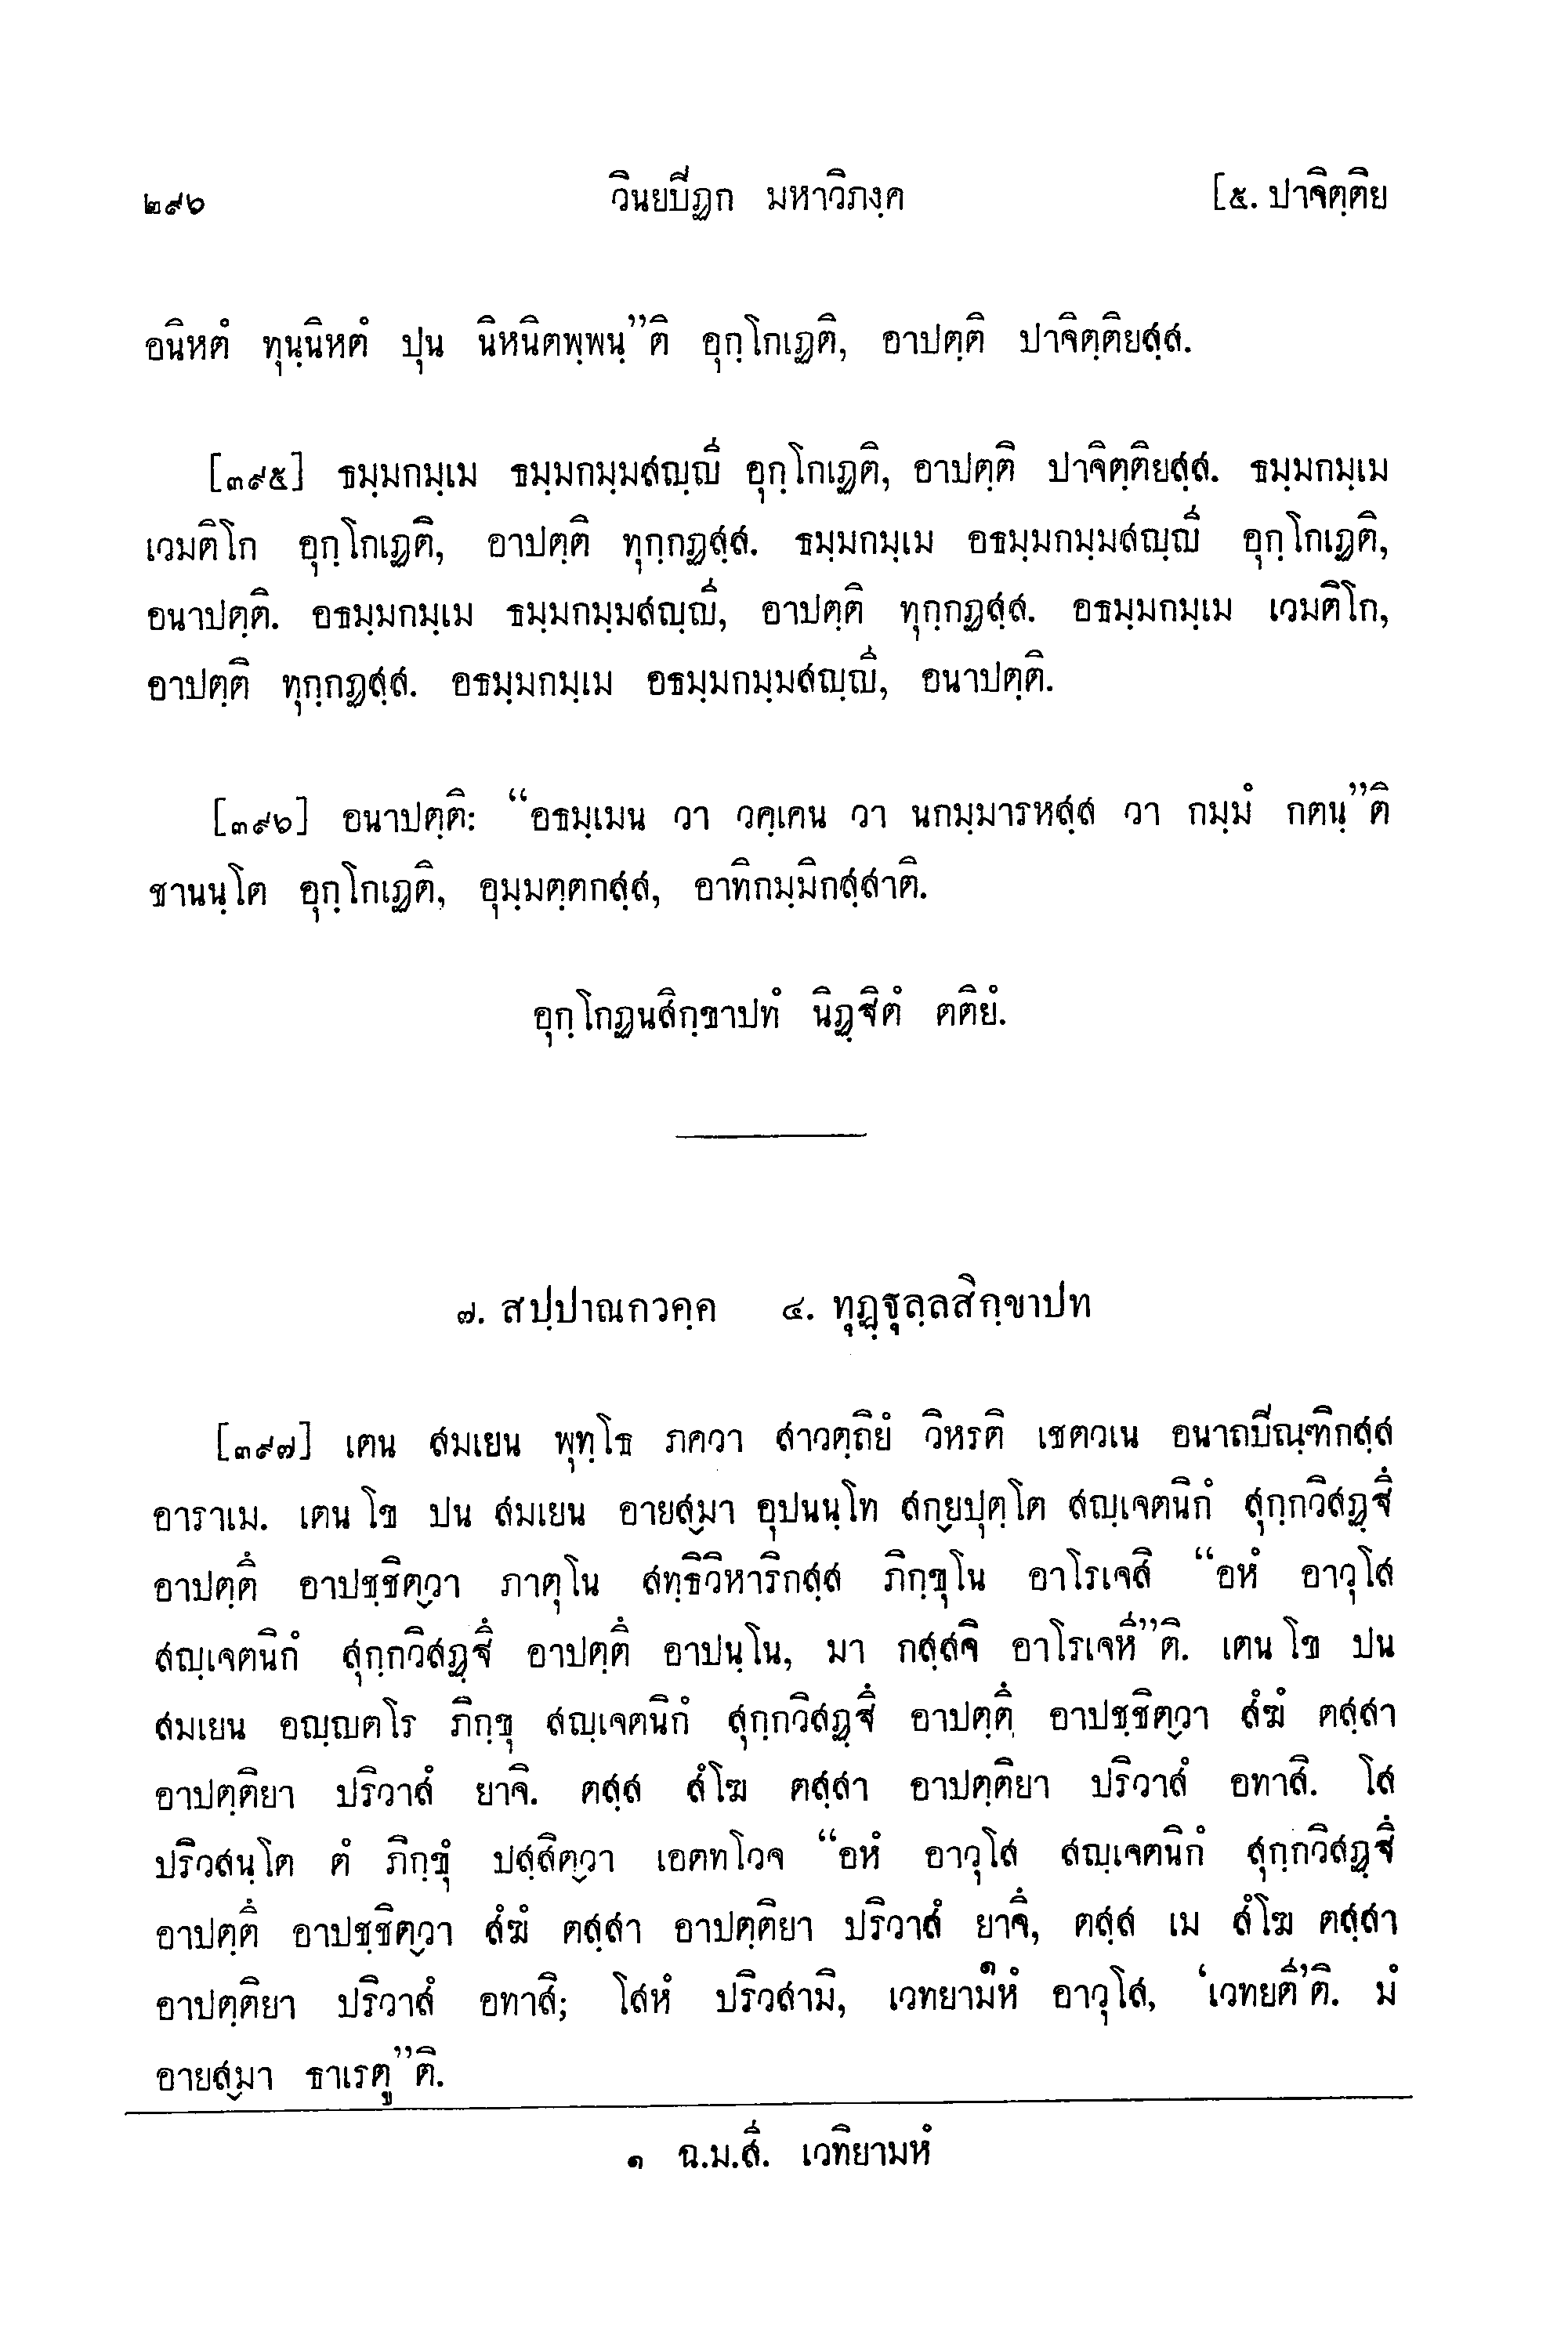 ๒๙๖ วินยปิฏก มหาวิภงฺค [๕. ปาจิตฺติย
อนิหตํ ทุนฺนิหตํ ปุน นิหนิตพฺพนฺ”ติ อุกฺโกเฏติ, อาปตฺติ ปาจิตฺติยสฺส.
[๓๙๕] ธมฺมกมฺเม ธมฺมกมฺมสญฺญี อุกฺโกเฏติ, อาปตฺติ ปาจิตฺติยสฺส. ธมฺมกมฺเม
เวมติโก อุกฺโกเฏติ, อาปตฺติ ทุกฺกฏสฺส. ธมฺมกมฺเม อธมฺมกมฺมสญฺญี อุกฺโกเฏติ,
อนาปตฺติ. อธมฺมกมฺเม ธมฺมกมฺมสญฺญี, อาปตฺติ ทุกฺกฏสฺส. อธมฺมกมฺเม เวมติโก,
อาปตฺติ ทุกฺกฏสฺส. อธมฺมกมฺเม อธมฺมกมฺมสญฺญี, อนาปตฺติ.
[๓๙๖] อนาปตฺติ: “อธมฺเมน วา วคฺเคน วา นกมฺมารหสฺส วา กมฺมํ กตนฺ”ติ
ชานนฺโต อุกฺโกเฏติ, อุมฺมตฺตกสฺส, อาทิกมฺมิกสฺสาติ.
อุกฺโกฏนสิกฺขาปทํ นิฏฺฐิตํ ตติยํ.
๗. สปฺปาณกวคฺค ๔. ทุฏฺฐุลฺลสิกฺขาปท
[๓๙๗] เตน สมเยน พุทฺโธ ภควา สาวตฺถิยํ วิหรติ เชตวเน อนาถปิณฺฑิกสฺส
อาราเม. เตน โข ปน สมเยน อายสฺมา อุปนนฺโท สกฺยปุตฺโต สญฺเจตนิกํ สุกฺกวิสฏฺฐึ
อาปตฺตึ อาปชฺชิตฺวา ภาตุโน สทฺธิวิหาริกสฺส ภิกฺขุโน อาโรเจสิ “อหํ อาวุโส
สญฺเจตนิกํ สุกฺกวิสฏฺฐึ อาปตฺตึ อาปนฺโน, มา กสฺสจิ อาโรเจหี”ติ. เตน โข ปน
สมเยน อญฺญตโร ภิกฺขุ สญฺเจตนิกํ สุกฺกวิสฏฺฐึ อาปตฺตึ อาปชฺชิตฺวา สํฆํ ตสฺสา
อาปตฺติยา ปริวาสํ ยาจิ. ตสฺส สํโฆ ตสฺสา อาปตฺติยา ปริวาสํ อทาสิ. โส
ปริวสนฺโต ตํ ภิกฺขุํ ปสฺสิตฺวา เอตทโวจ “อหํ อาวุโส สญฺเจตนิกํ สุกฺกวิสฏฺฐึ
อาปตฺตึ อาปชฺชิตฺวา สํฆํ ตสฺสา อาปตฺติยา ปริวาสํ ยาจึ, ตสฺส เม สํโฆ ตสฺสา
อาปตฺติยา ปริวาสํ อทาสิ; โสหํ ปริวสามิ, เวทยามหํ๑ อาวุโส, ‘เวทยตี’ติ. มํ
อายสฺมา ธาเรตู”ติ.
๑ ฉ.ม.สี. เวทิยามหํ